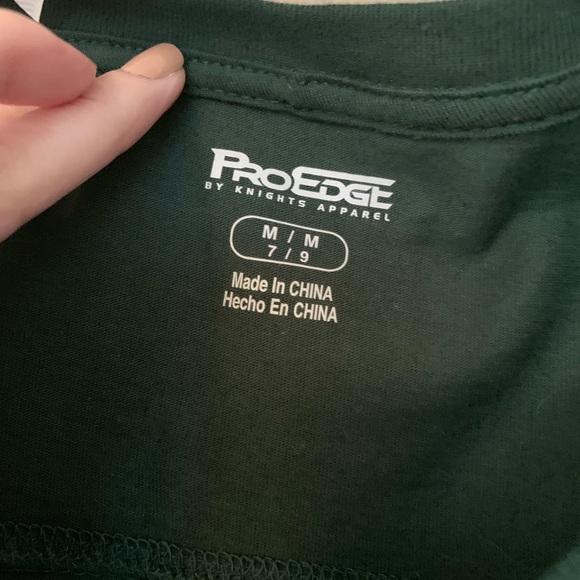 PROEDGE
BY KNIGHTS APPAREL
M / M
7 / 9
Made In CHINA
Hecho En CHINA